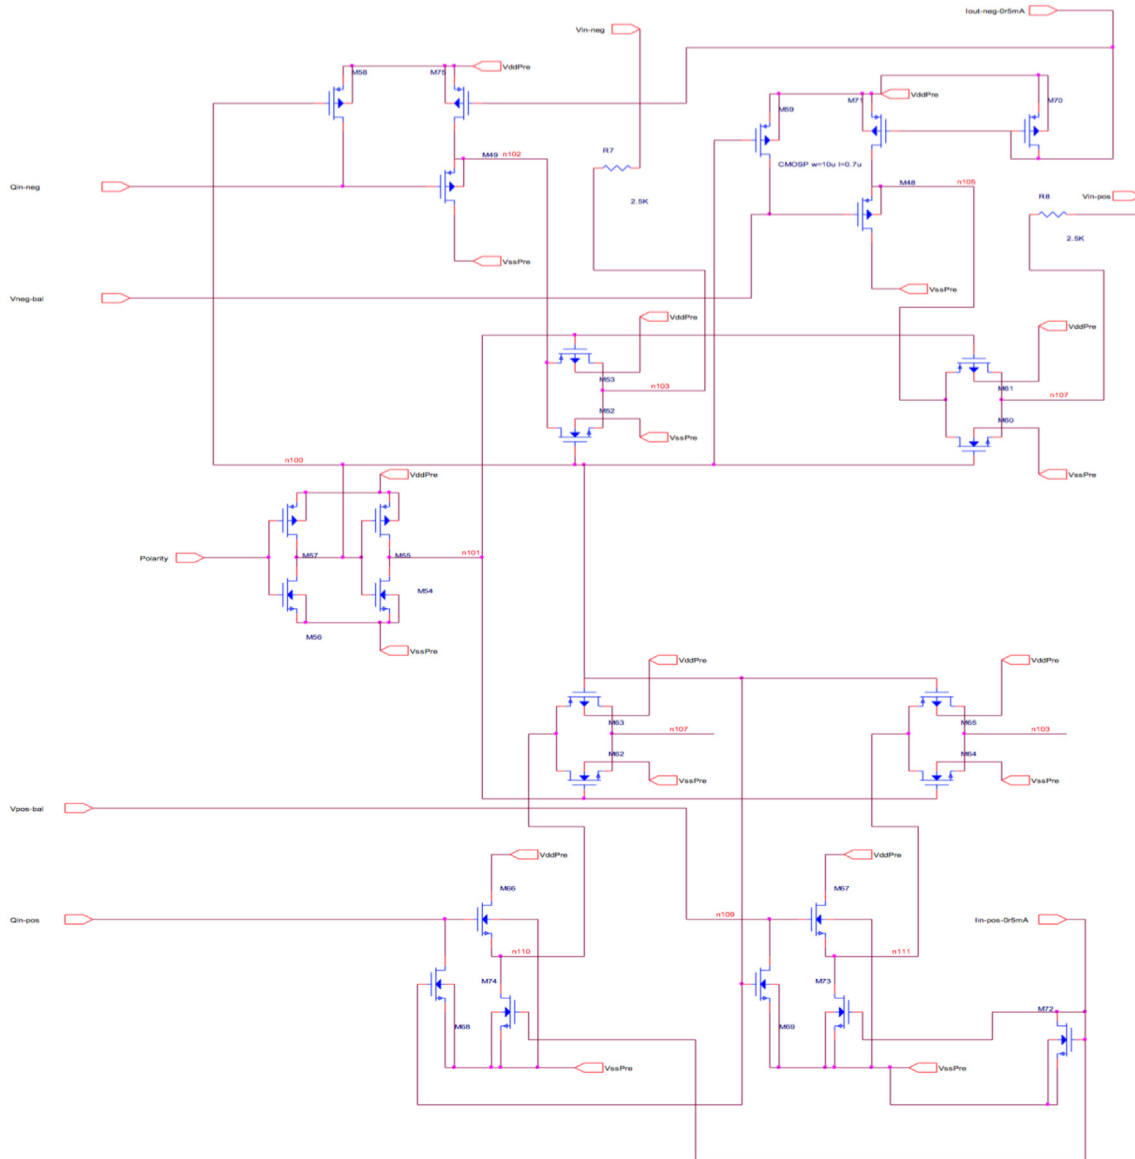 Iout-neg-0r5mA
Vin-neg
M58
M75
VddPre
VddPre
M59
M71
M70
R7
M49
n102
CMOSP w=10u l=0.7u
Qin-neg
M48
n105
R8
Vin-pos
2.5K
2.5K
VssPre
VssPre
Vneg-bal
VddPre
VddPre
M53
n103
M61
n107
M52
M60
VssPre
n100
VssPre
VddPre
Polarity
M57
M55
n101
M54
M56
VssPre
VddPre
VddPre
M63
n107
M65
n103
M62
M64
VssPre
VssPre
Vpos-bal
VddPre
VddPre
M66
M67
Qin-pos
n109
Iin-pos-0r5mA
n110
n111
M74
M73
M72
M68
M69
VssPre
VssPre